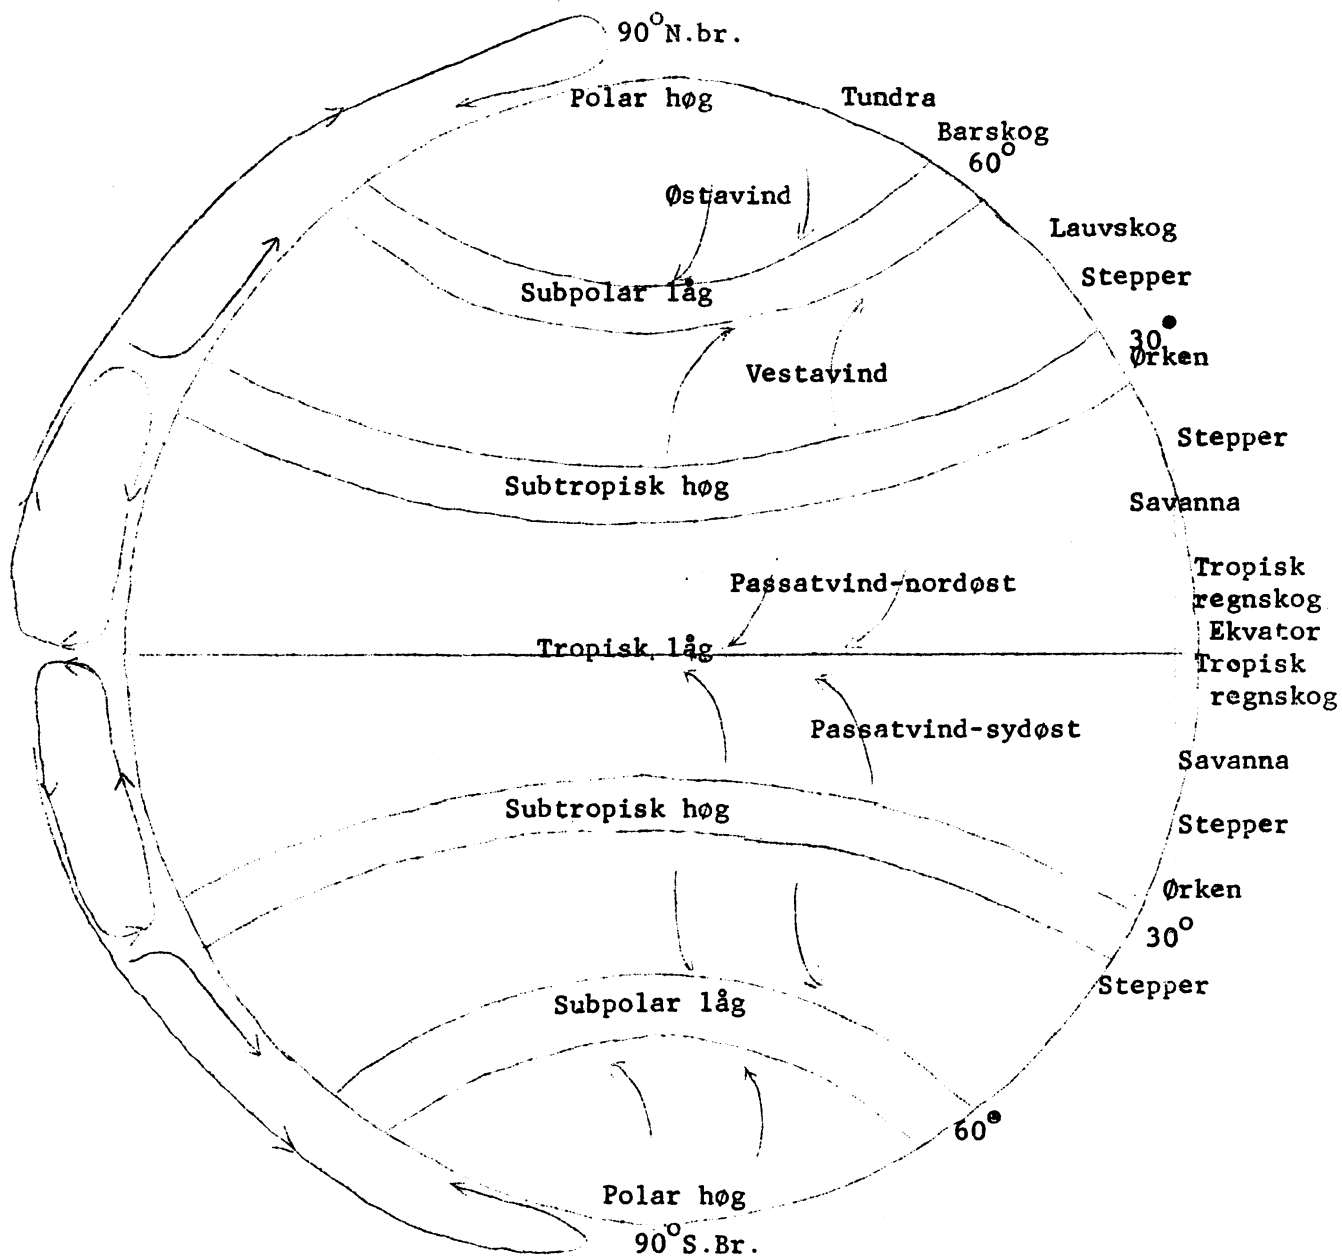 90°N.br.
Polar høg
Tundra
Barskog
60°
Østavind
Lauvskog
Stepper
Subpolar låg
30°
Ørken
Vestavind
Stepper
Subtropisk høg
Savanna
Tropisk
regnskog
Passatvind-nordøst
Ekvator
Tropisk låg
Tropisk
regnskog
Passatvind-sydøst
Savanna
Subtropisk høg
Stepper
Ørken
30°
Stepper
Subpolar låg
60°
Polar høg
90°S.Br.